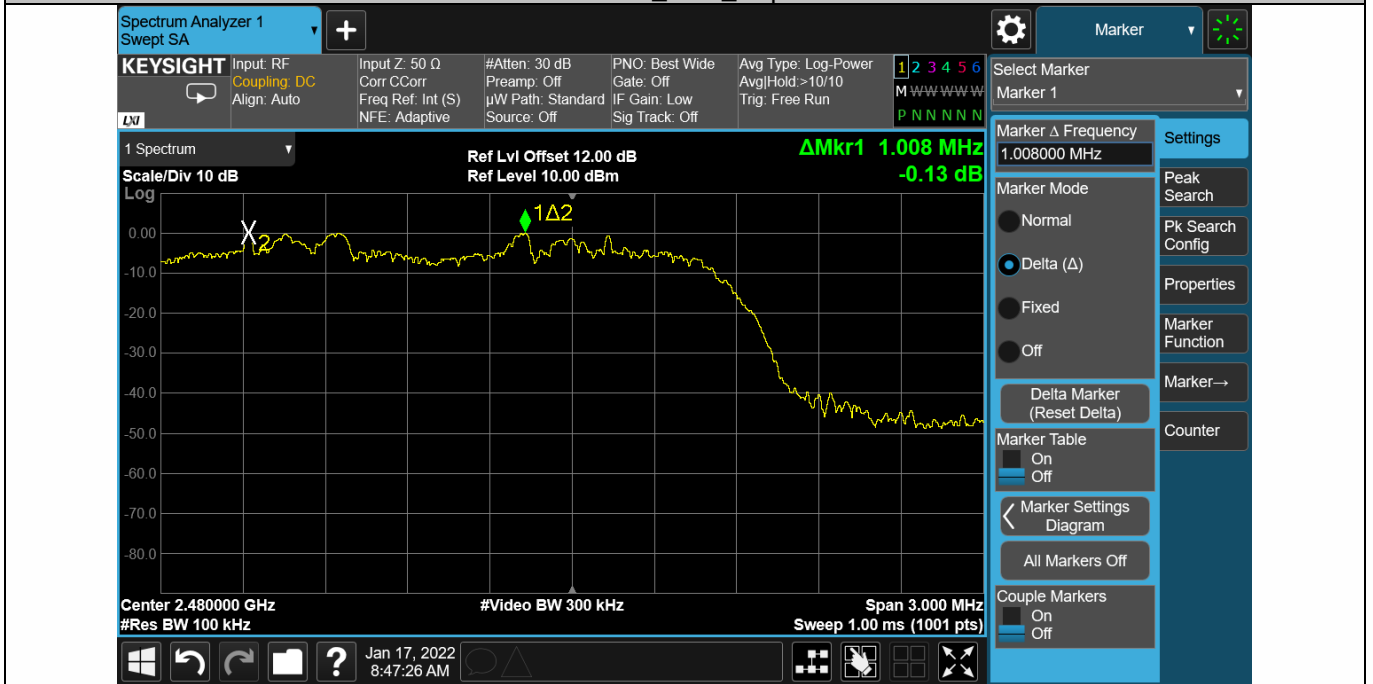 Spectrum Analyzer 1
Swept SA
+
Marker
KEYSIGHT
LXI
Input: RF
Coupling: DC
Align: Auto
Input Z: 50 Ω
Corr CCorr
Freq Ref: Int (S)
NFE: Adaptive
#Atten: 30 dB
Preamp: Off
µW Path: Standard
Source: Off
PNO: Best Wide
Gate: Off
IF Gain: Low
Sig Track: Off
Avg Type: Log-Power
Avg|Hold:>10/10
Trig: Free Run
1 2 3 4 5 6
M W W W W W
P N N N N N
1 Spectrum
Scale/Div 10 dB
Log
Ref Lvl Offset 12.00 dB
Ref Level 10.00 dBm
ΔMkr1 1.008 MHz
-0.13 dB
1Δ2
X2
0.00
-10.0
-20.0
-30.0
-40.0
-50.0
-60.0
-70.0
-80.0
Center 2.480000 GHz
#Video BW 300 kHz
Span 3.000 MHz
#Res BW 100 kHz
Sweep 1.00 ms (1001 pts)
?
Jan 17, 2022
8:47:26 AM
Select Marker
Marker 1
Marker Δ Frequency
1.008000 MHz
Marker Mode
Normal
Delta (Δ)
Fixed
Off
Delta Marker
(Reset Delta)
Marker Table
On
Off
Marker Settings
Diagram
All Markers Off
Couple Markers
On
Off
Settings
Peak
Search
Pk Search
Config
Properties
Marker
Function
Marker→
Counter